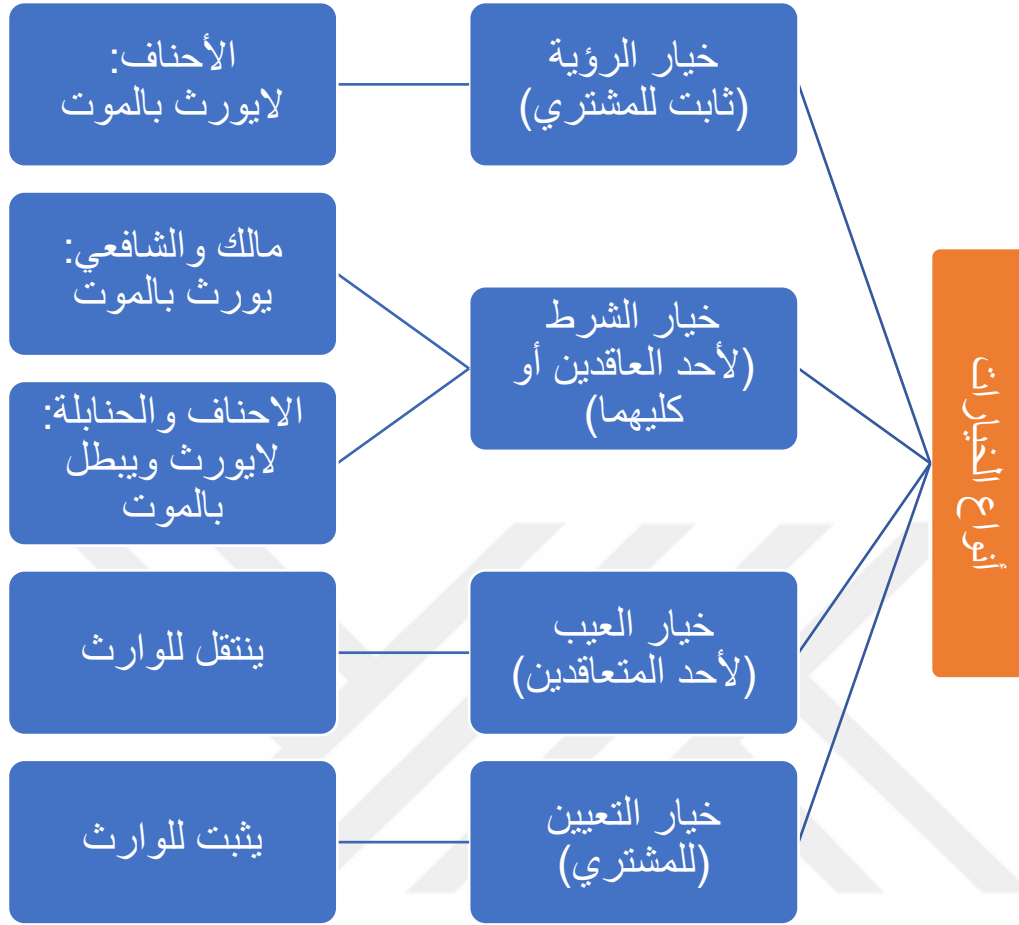 أنواع الخيارات
خيار الرؤية
(ثابت للمشتري)
الأحناف:
لايورث بالموت
خيار الشرط
(لأحد العاقدين أو
كليهما)
مالك والشافعي:
يورث بالموت
الاحناف والحنابلة:
لايورث ويبطل
بالموت
خيار العيب
(لأحد المتعاقدين)
ينتقل للوارث
خيار التعيين
(للمشتري)
يثبت للوارث